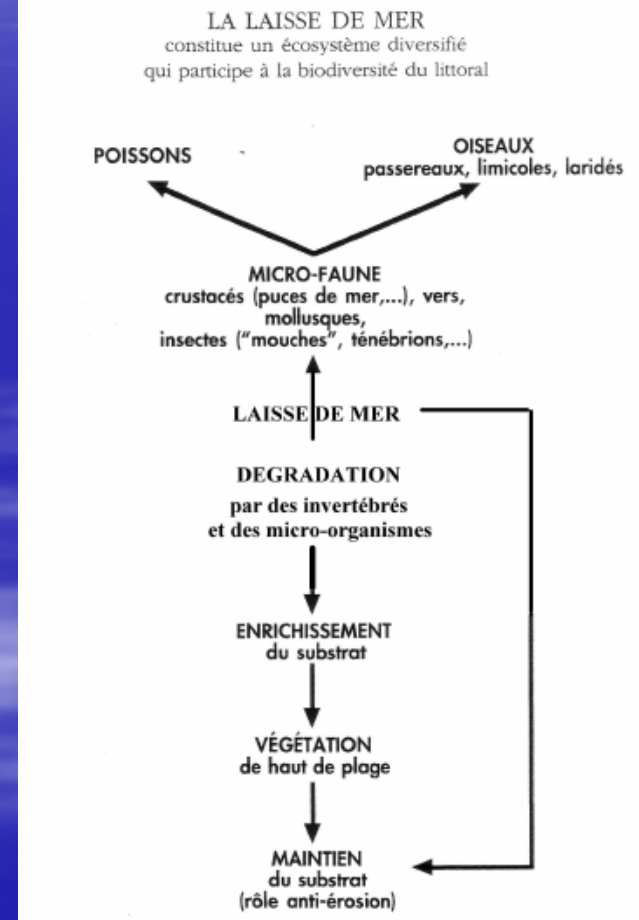 LA LAISSE DE MER
constitue un écosystème diversifié
qui participe à la biodiversité du littoral
POISSONS
OISEAUX
passereaux, limicoles, laridés
MICRO-FAUNE
crustacés (puces de mer,...), vers,
mollusques,
insectes ("mouches", ténébrions,...)
LAISSE DE MER
DEGRADATION
par des invertébrés
et des micro-organismes
ENRICHISSEMENT
du substrat
VÉGÉTATION
de haut de plage
MAINTIEN
du substrat
(rôle anti-érosion)